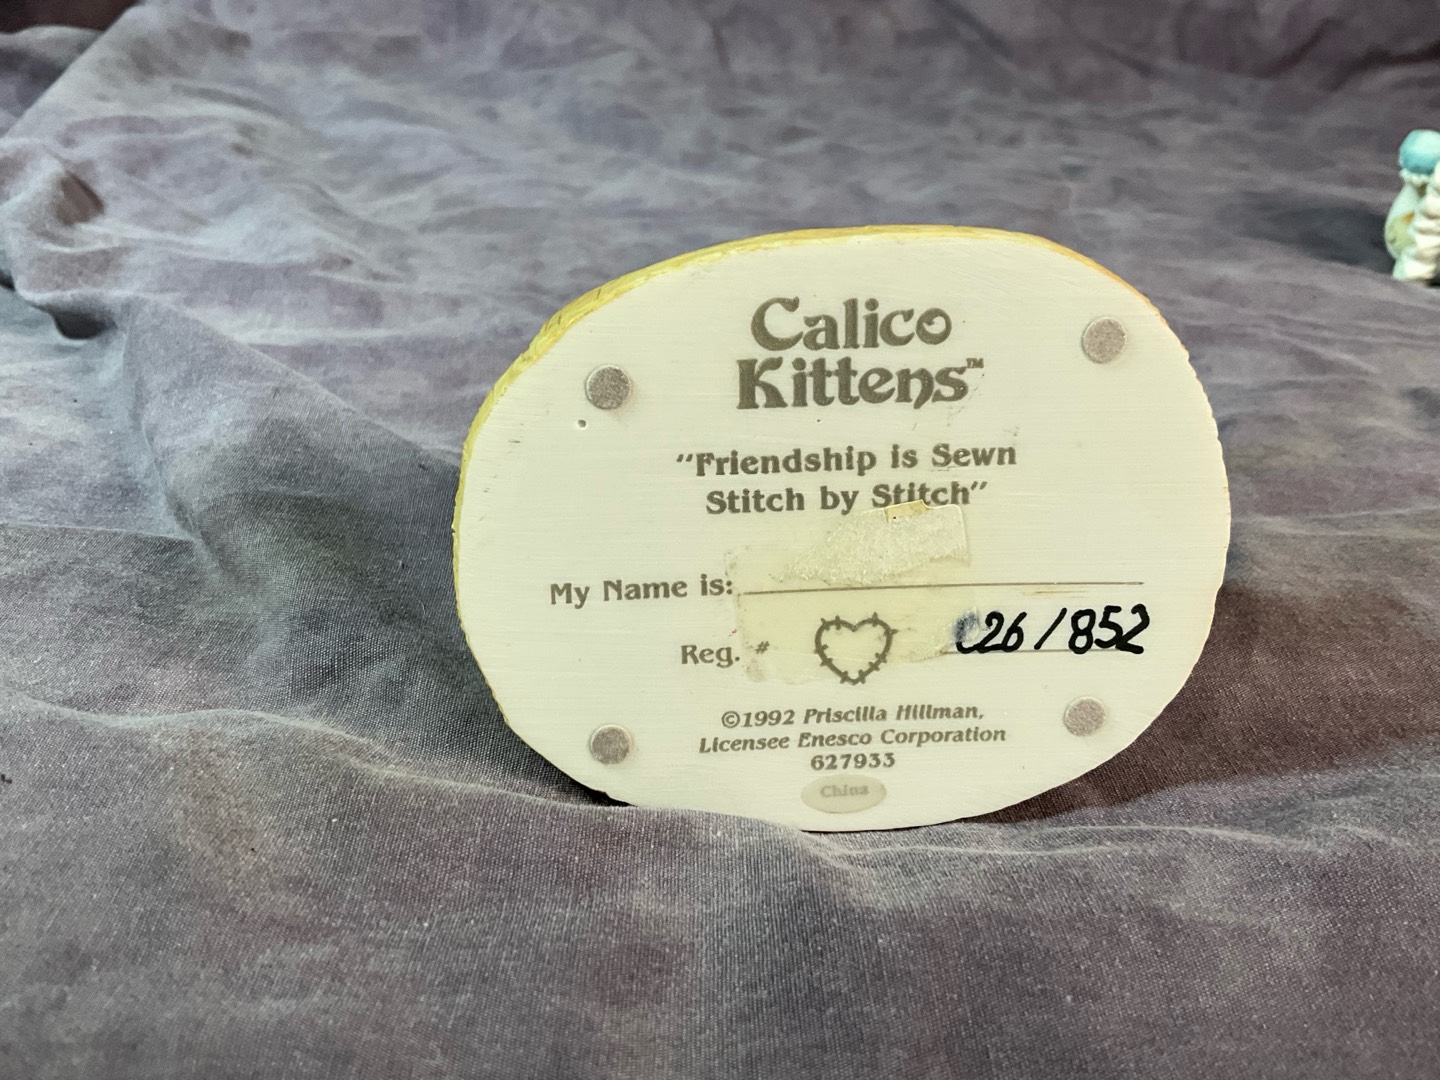 Calico
Kittens™
"Friendship is Sewn
Stitch by Stitch"
My Name is:
Reg. # 26/852
©1992 Priscilla Hillman,
Licensee Enesco Corporation
627933
China